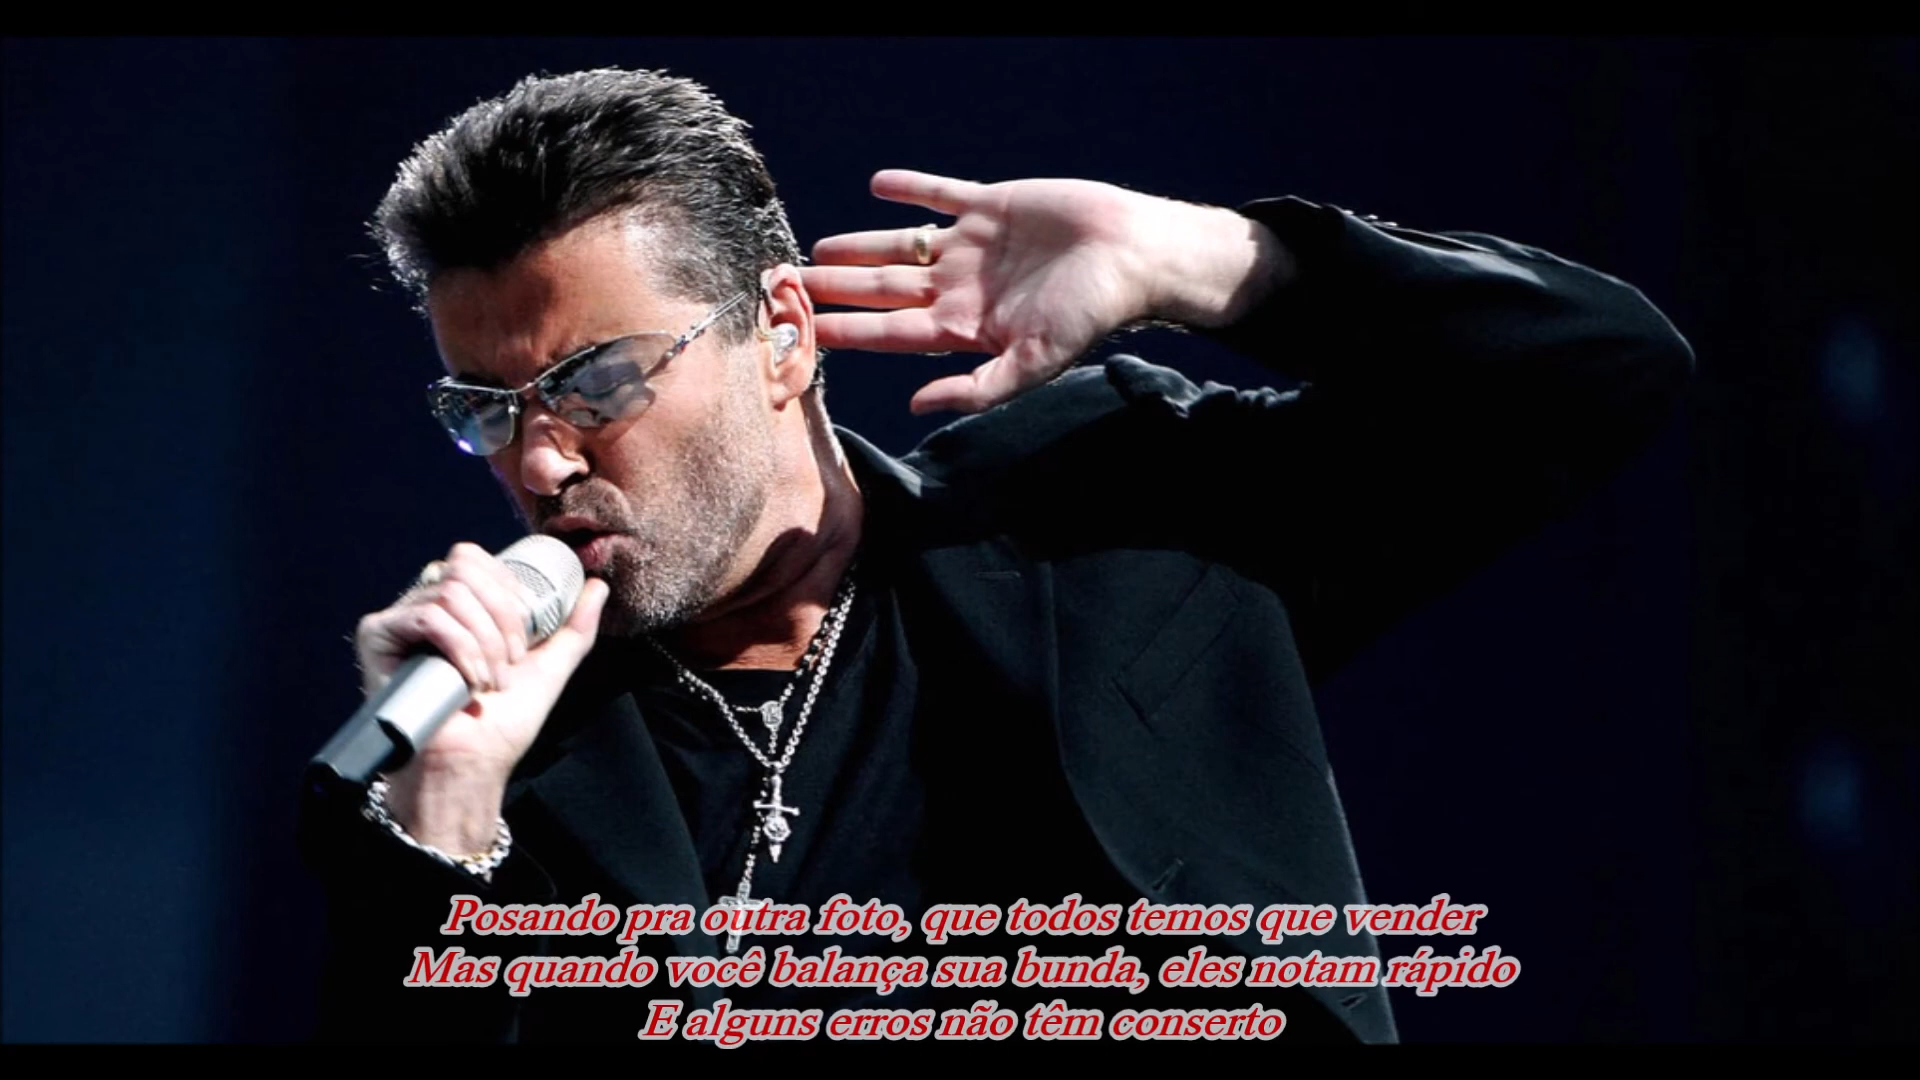 Posando pra outra foto, que todos temos que vender
Mas quando você balança sua bunda, eles notam rápido
E alguns erros não têm conserto